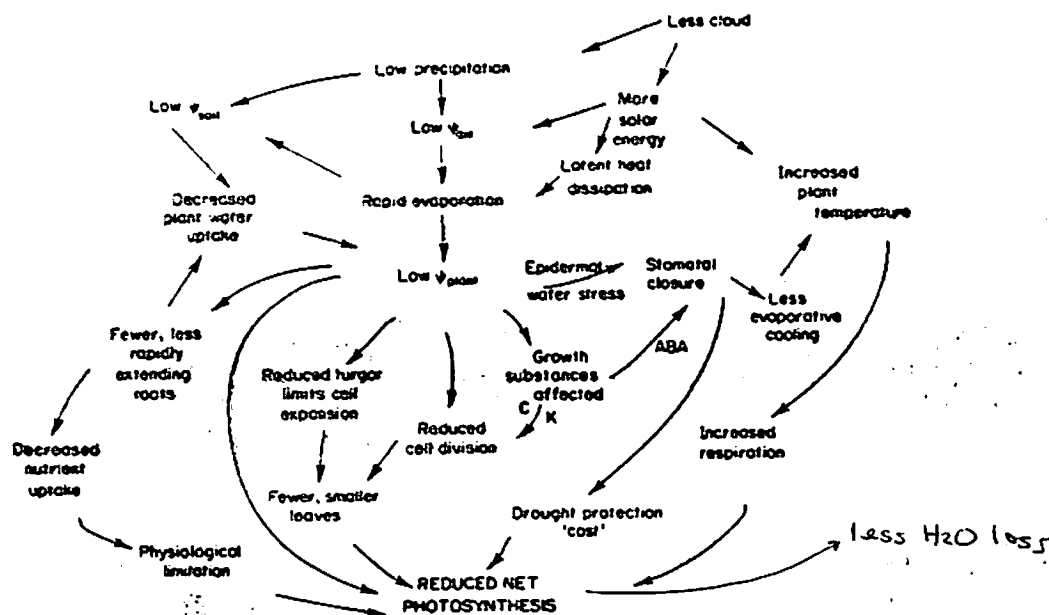 Less cloud
Low precipitation
Low ψsoil
More
solar
energy
Low ψair
Latent heat
dissipation
Increased
plant
temperature
Decreased
plant water
uptake
Rapid evaporation
Low ψplant
Epidermal
water stress
Stomatal
closure
Less
evaporative
cooling
Fewer, less
rapidly
extending
roots
Reduced turgor
limits cell
expansion
Growth
substances
affected
ABA
C
K
Reduced
cell division
Increased
respiration
Decreased
nutrient
uptake
Fewer, smaller
leaves
Drought protection
'cost'
less H2O loss
Physiological
limitation
REDUCED NET
PHOTOSYNTHESIS